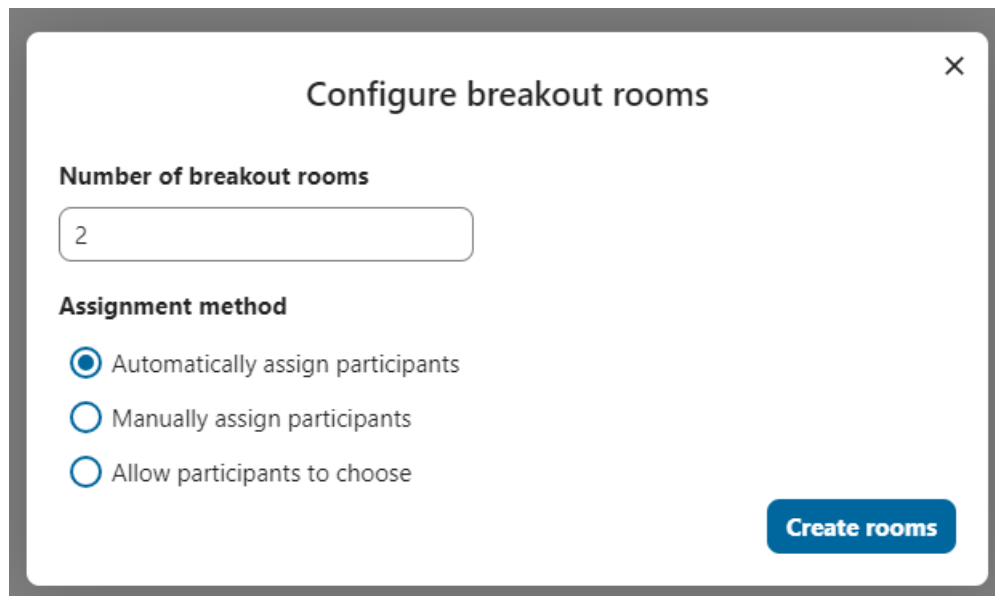 Configure breakout rooms
Number of breakout rooms
2
Assignment method
Automatically assign participants
Manually assign participants
Allow participants to choose
Create rooms